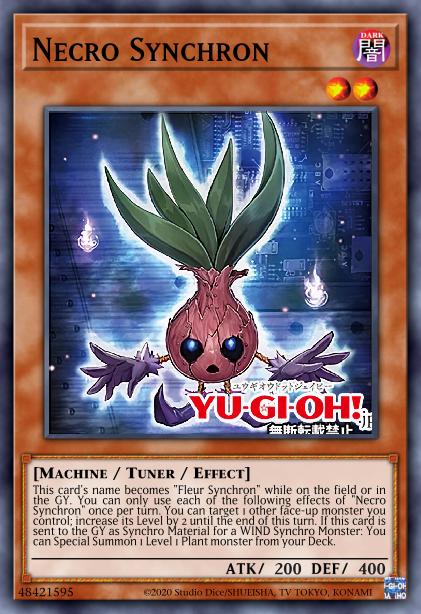 NECRO SYNCHRON
DARK
闇
ユウギオウドットジェイピー
YU-GI-OH!
無断転載禁止
[MACHINE / TUNER / EFFECT]
This card's name becomes "Fleur Synchron" while on the field or
in the GY. You can only use each of the following effects of "Necro
Synchron" once per turn. You can target 1 other face-up monster you
control; increase its Level by 2 until the end of this turn. If this card is
sent to the GY as Synchro Material for a WIND Synchro Monster: You
can Special Summon 1 Level 1 Plant monster from your Deck.
ATK/ 200 DEF/ 400
48421595
©2020 Studio Dice/SHUEISHA, TV TOKYO, KONAMI